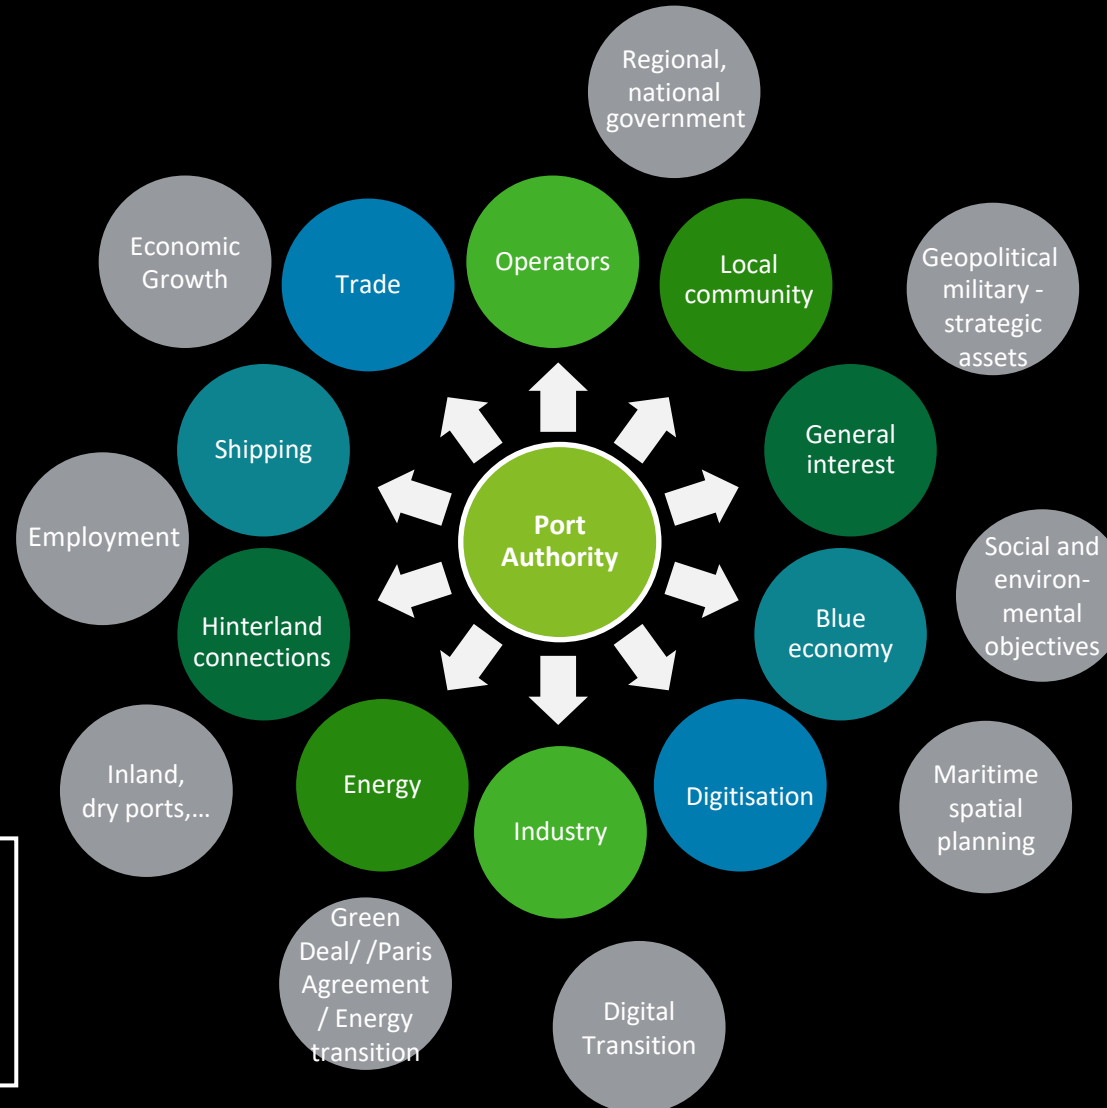 Regional,
national
government
Economic
Growth
Trade
Operators
Local
community
Geopolitical
military -
strategic
assets
Shipping
General
interest
Employment
Port
Authority
Social and
environ-
mental
objectives
Hinterland
connections
Blue
economy
Inland,
dry ports,...
Energy
Industry
Digitisation
Maritime
spatial
planning
Green
Deal/ /Paris
Agreement
/ Energy
transition
Digital
Transition